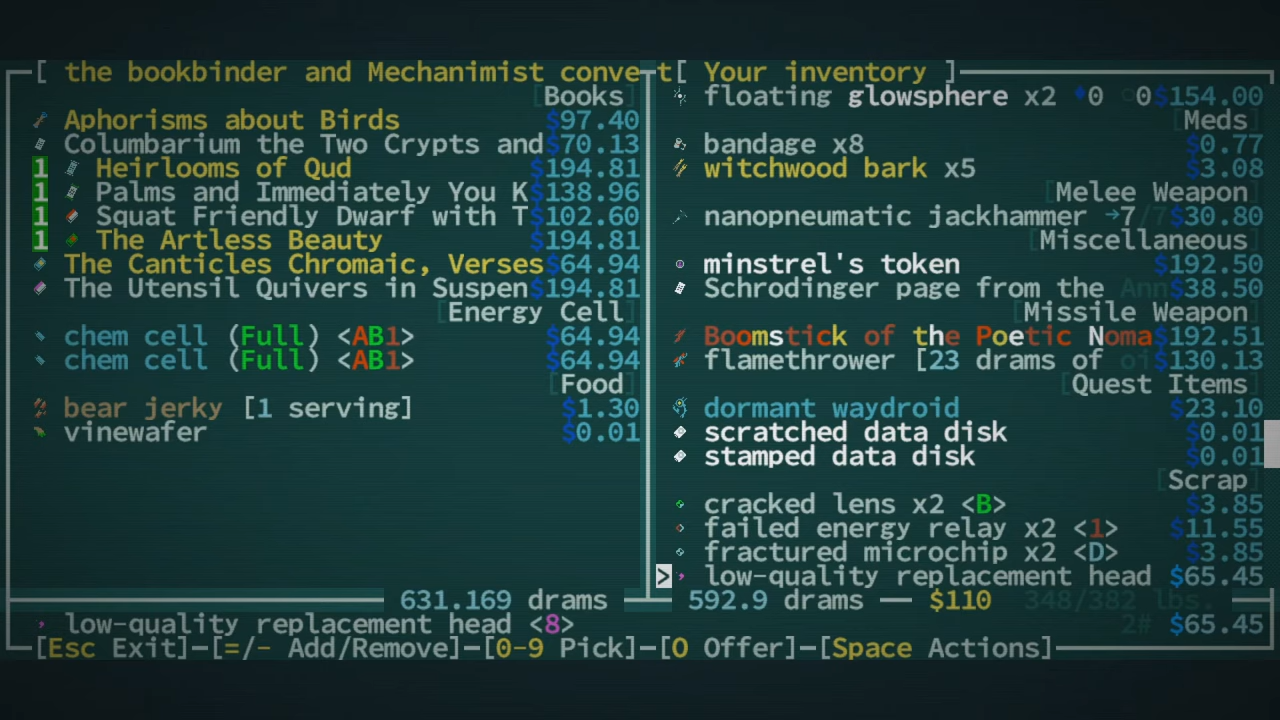 [ the bookbinder and Mechanimist conve
[Books]
Aphorisms about Birds $97.40
Columbarium the Two Crypts and $70.13
1 Heirlooms of Qud $194.81
1 Palms and Immediately You K $138.96
1 Squat Friendly Dwarf with T $102.60
1 The Artless Beauty $194.81
The Canticles Chromaic, Verses $64.94
The Utensil Quivers in Suspen $194.81
[Energy Cell]
chem cell (Full) <AB1> $64.94
chem cell (Full) <AB1> $64.94
[Food]
bear jerky [1 serving] $1.30
vinewafer $0.01
631.169 drams
t[ Your inventory ]
floating glowsphere x2 ♦0 ○0 $154.00
[Meds]
bandage x8 $0.77
witchwood bark x5 $3.08
[Melee Weapon]
nanopneumatic jackhammer →7 /7 $30.80
[Miscellaneous]
minstrel's token $192.50
Schrodinger page from the Ann $38.50
[Missile Weapon]
Boomstick of the Poetic Noma $192.51
flamethrower [23 drams of oi $130.13
[Quest Items]
dormant waydroid $23.10
scratched data disk $0.01
stamped data disk $0.01
[Scrap]
cracked lens x2 <B> $3.85
failed energy relay x2 <1> $11.55
fractured microchip x2 <D> $3.85
> low-quality replacement head $65.45
592.9 drams — $110 348/382 lbs.
low-quality replacement head <8> 2# $65.45
[Esc Exit]—[=/- Add/Remove]—[0-9 Pick]—[O Offer]—[Space Actions]